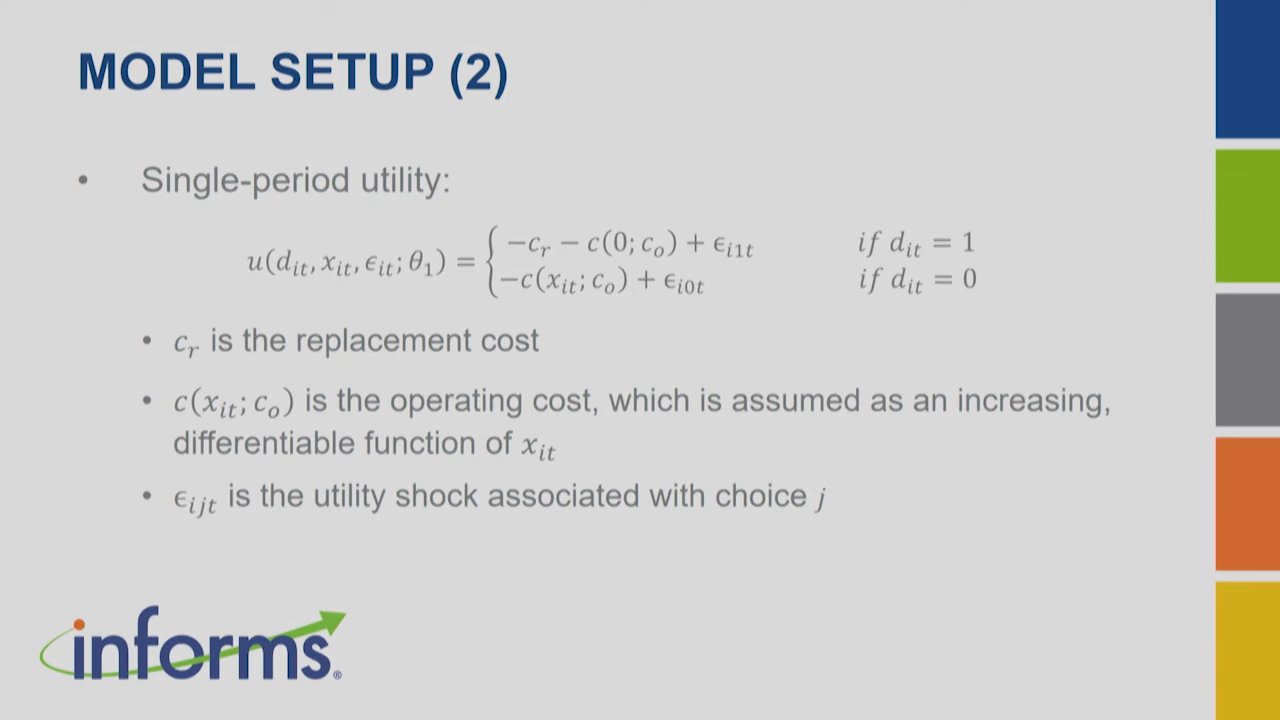 MODEL SETUP (2)
• Single-period utility:
u(d_it, x_it, ϵ_it; θ_1) = { −c_r − c(0; c_o) + ϵ_i1t if d_it = 1
−c(x_it; c_o) + ϵ_i0t if d_it = 0
• c_r is the replacement cost
• c(x_it; c_o) is the operating cost, which is assumed as an increasing,
differentiable function of x_it
• ϵ_ijt is the utility shock associated with choice j
informs®